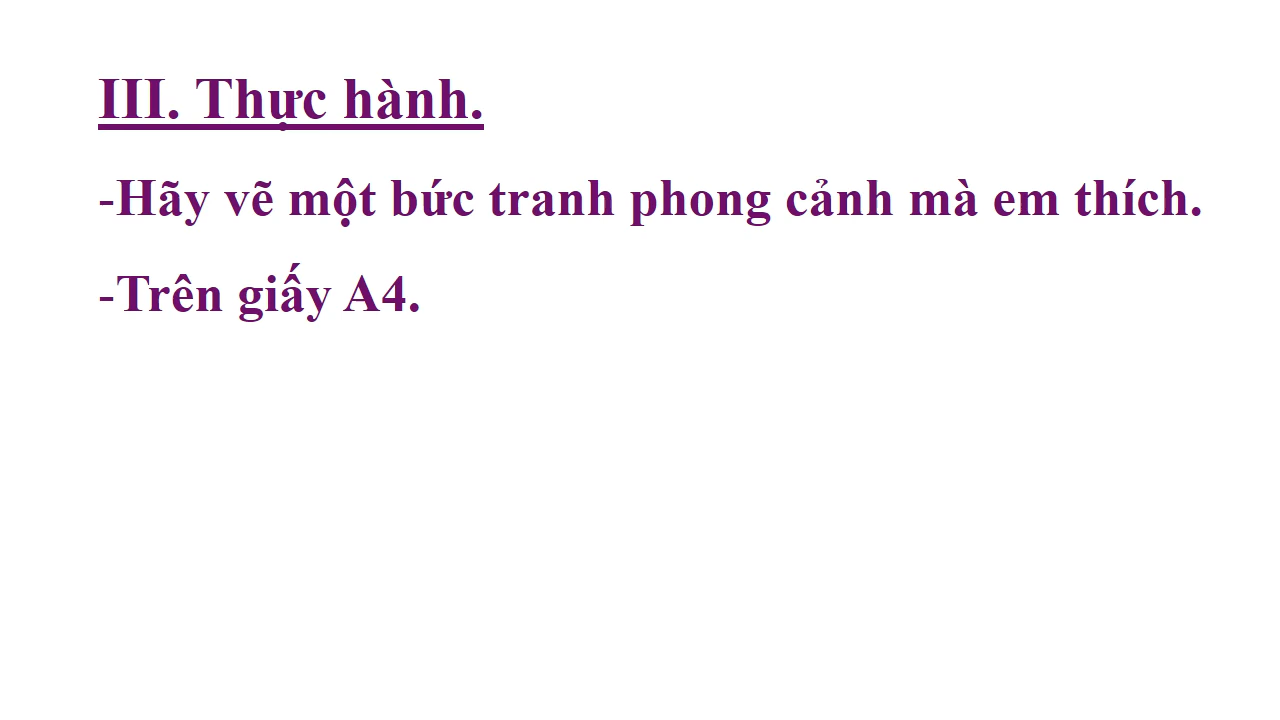 III. Thực hành.
-Hãy vẽ một bức tranh phong cảnh mà em thích.
-Trên giấy A4.